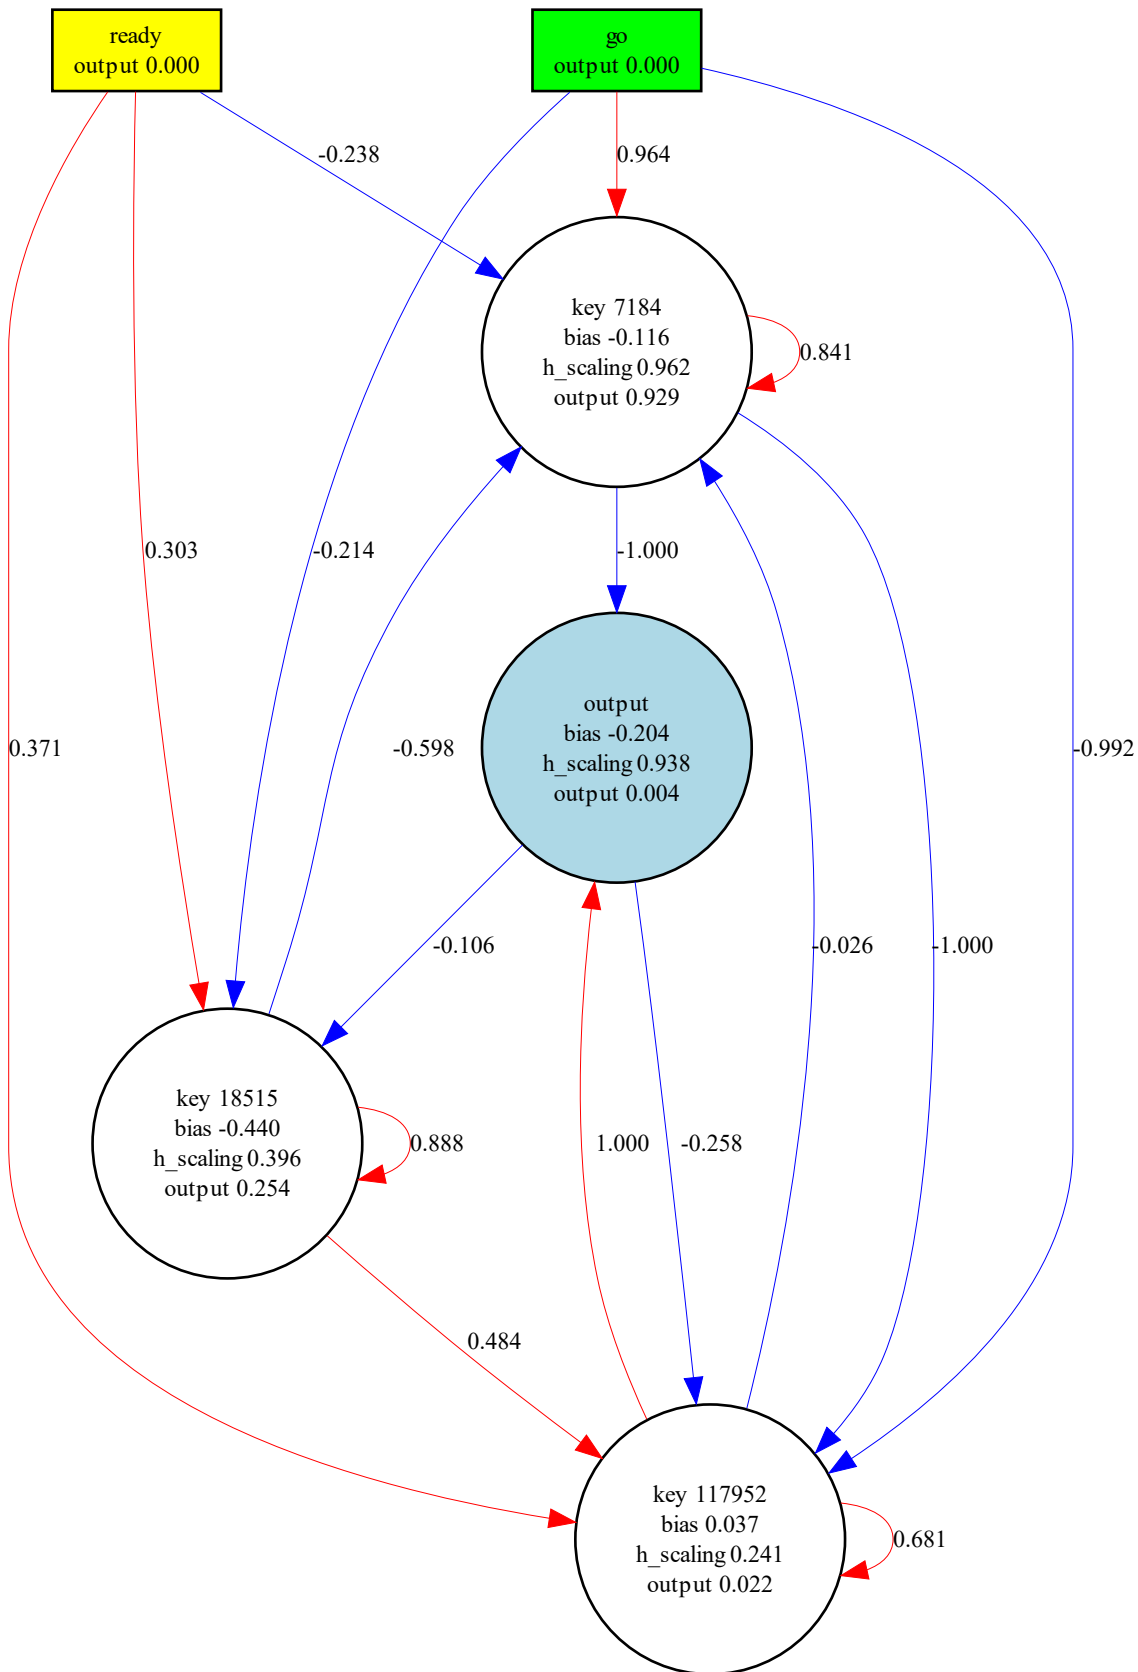 ready
output 0.000
go
output 0.000
-0.238
0.964
key 7184
bias -0.116
h_scaling 0.962
output 0.929
0.841
0.303
-0.214
-1.000
output
bias -0.204
h_scaling 0.938
output 0.004
0.371
-0.598
-0.992
-0.106
-0.026
-1.000
key 18515
bias -0.440
h_scaling 0.396
output 0.254
0.888
1.000
-0.258
0.484
key 117952
bias 0.037
h_scaling 0.241
output 0.022
0.681